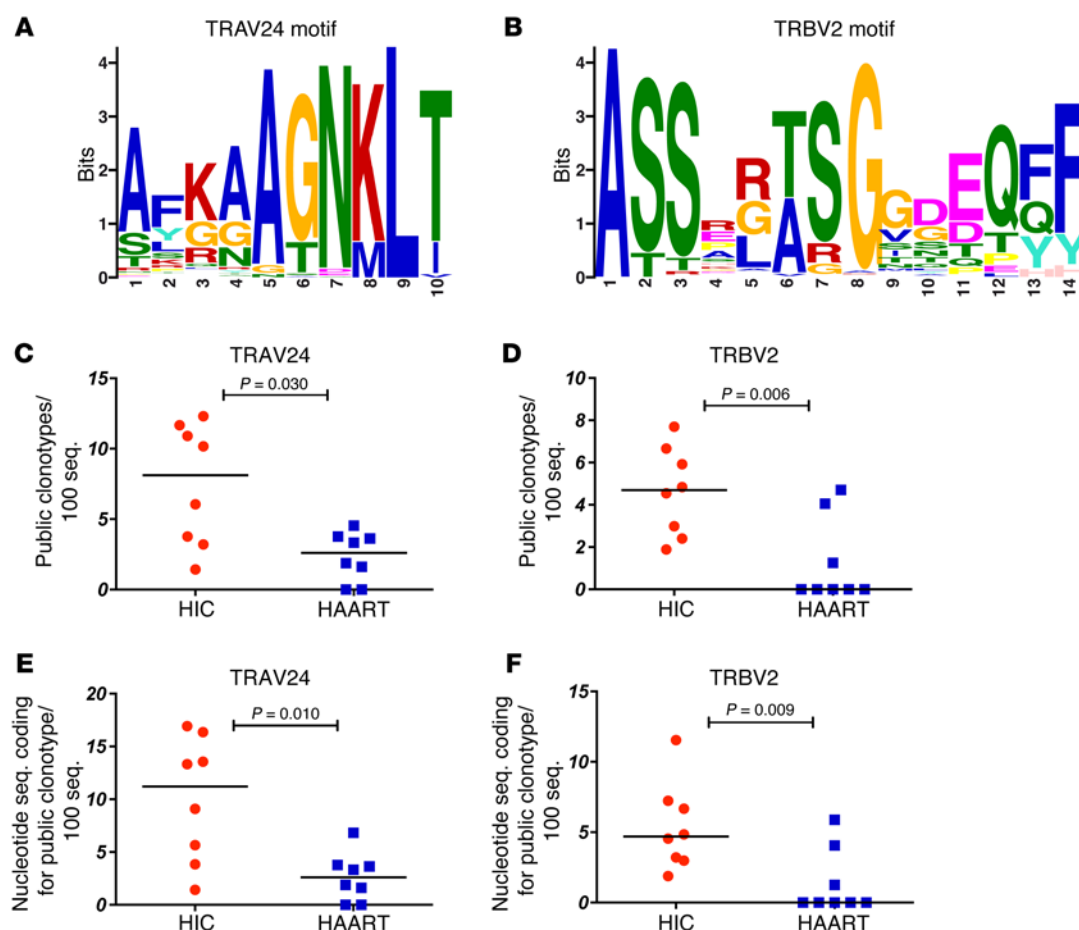 A
TRAV24 motif
Bits
4
3
2
1
0
1 2 3 4 5 6 7 8 9 10
B
TRBV2 motif
Bits
4
3
2
1
0
1 2 3 4 5 6 7 8 9 10 11 12 13 14
C
TRAV24
Public clonotypes/
100 seq.
15
10
5
0
P = 0.030
HIC HAART
D
TRBV2
Public clonotypes/
100 seq.
10
8
6
4
2
0
P = 0.006
HIC HAART
E
TRAV24
Nucleotide seq. coding
for public clonotype/
100 seq.
20
15
10
5
0
P = 0.010
HIC HAART
F
TRBV2
Nucleotide seq. coding
for public clonotype/
100 seq.
15
10
5
0
P = 0.009
HIC HAART